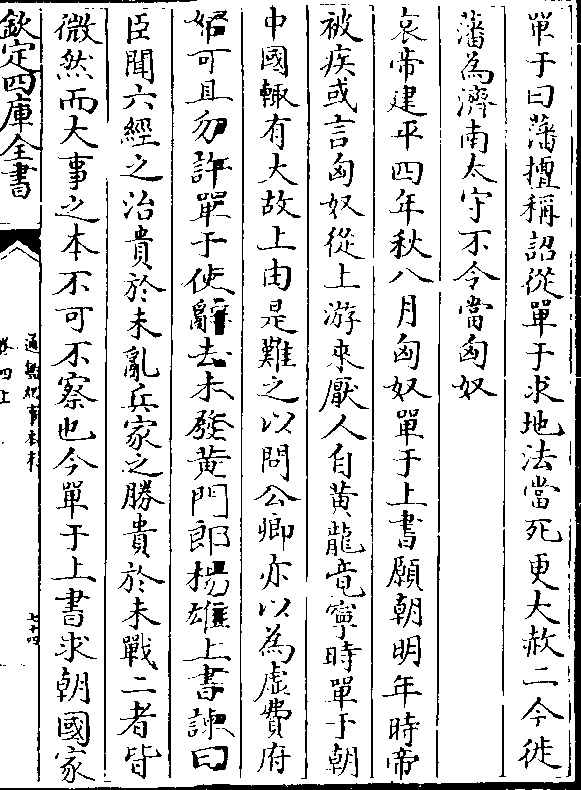 單于曰藩擅稱詔從單于求地法當死更大赦二今徙
藩為濟南太守不令當匈奴
哀帝建平四年秋八月匈奴單于上書願朝明年時帝
被疾或言匈奴從上游來厭人自黄龍竟寧時單于朝
中國輙有大故上由是難之以問公卿亦以為虚費府
帑可且勿許單于使辭去未發黄門郎楊雄上書諫曰
臣聞六經之治貴於未亂兵家之勝貴於未戰二者皆
微然而大事之本不可不察也今單于上書求朝國家
欽定四庫全書
通鑑紀事本末
卷四上
七十四